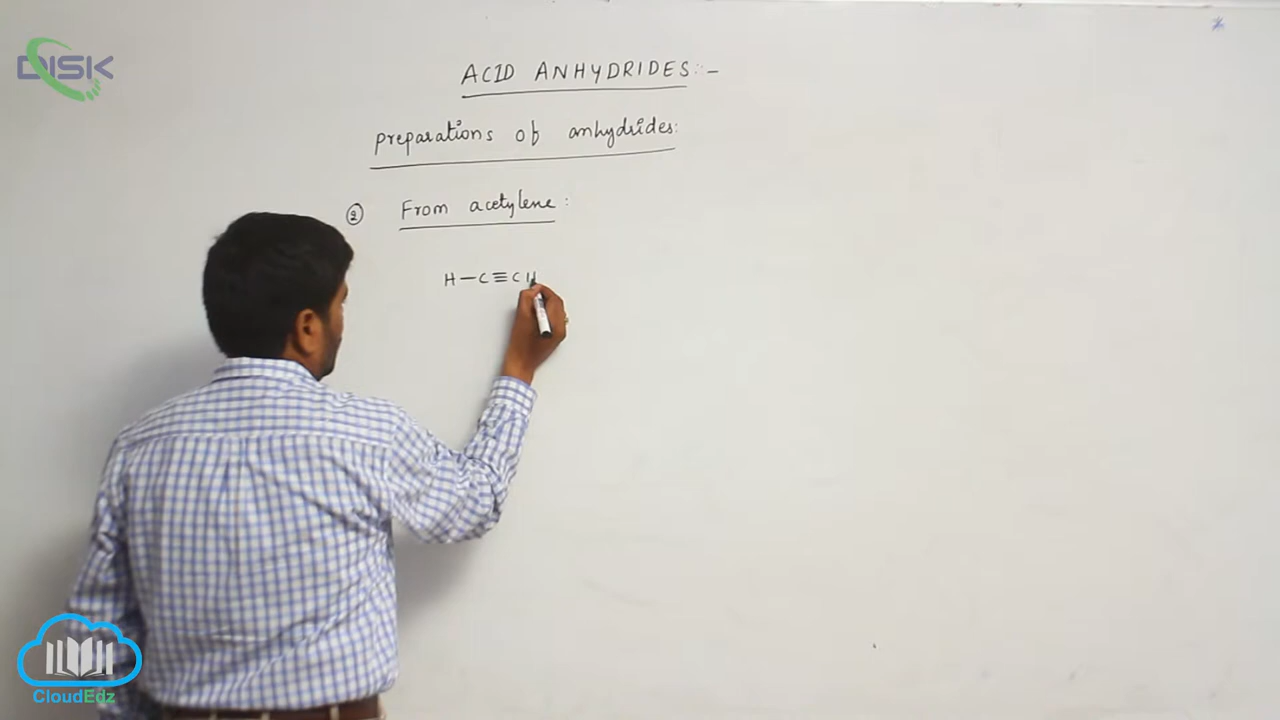 DISK
ACID ANHYDRIDES:-
preparations of anhydrides:
② From acetylene:
H-C≡CH
CloudEdz